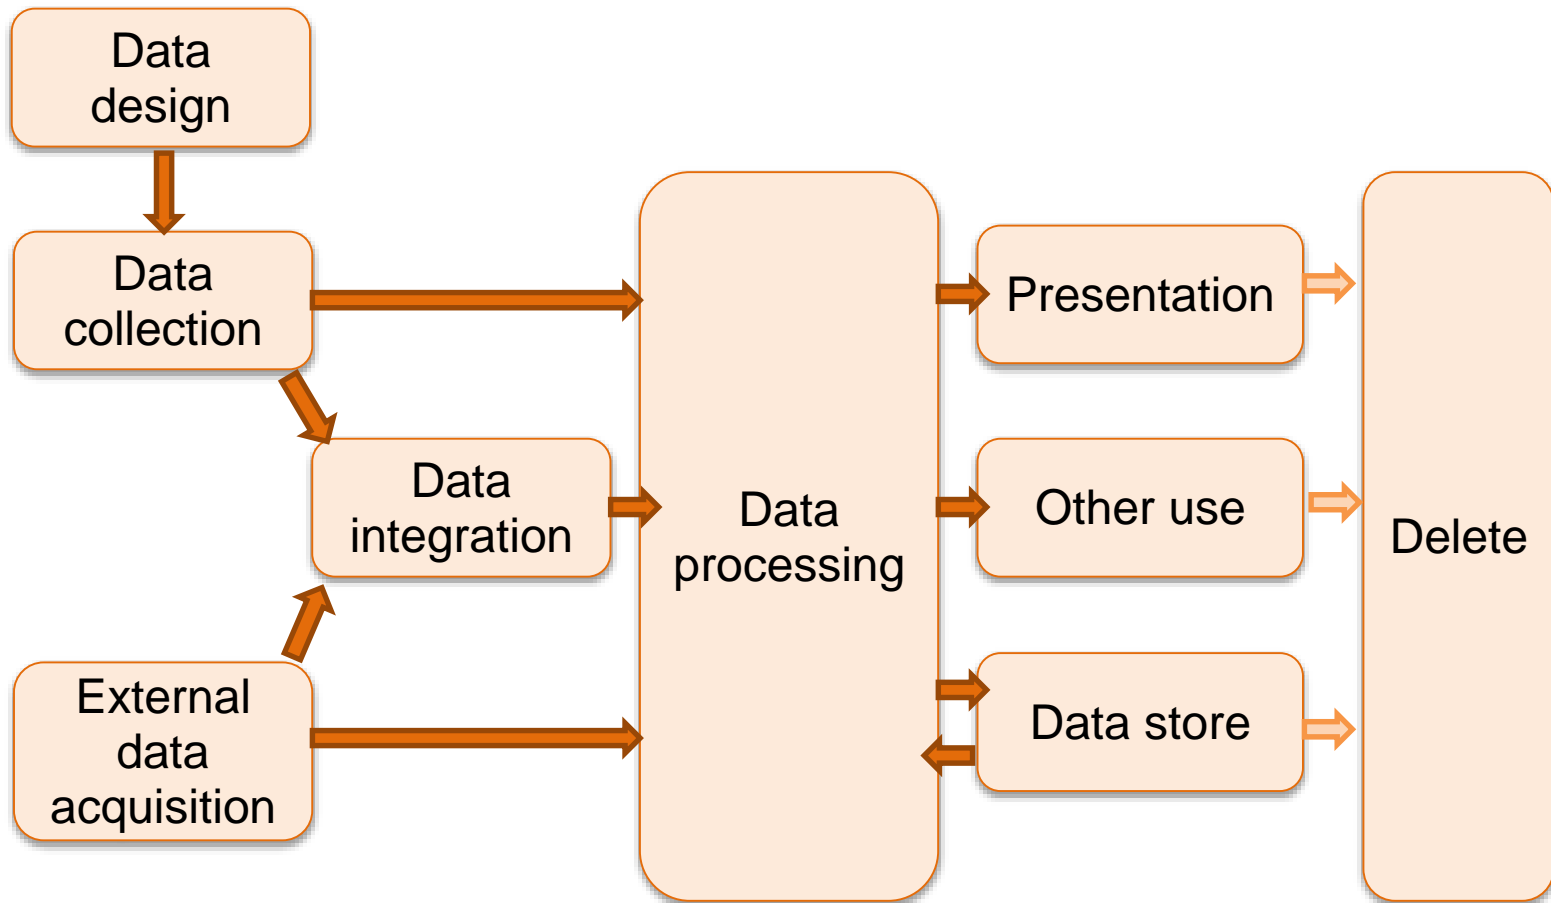 Data
design
Data
collection
Data
integration
External
data
acquisition
Data
processing
Presentation
Other use
Data store
Delete